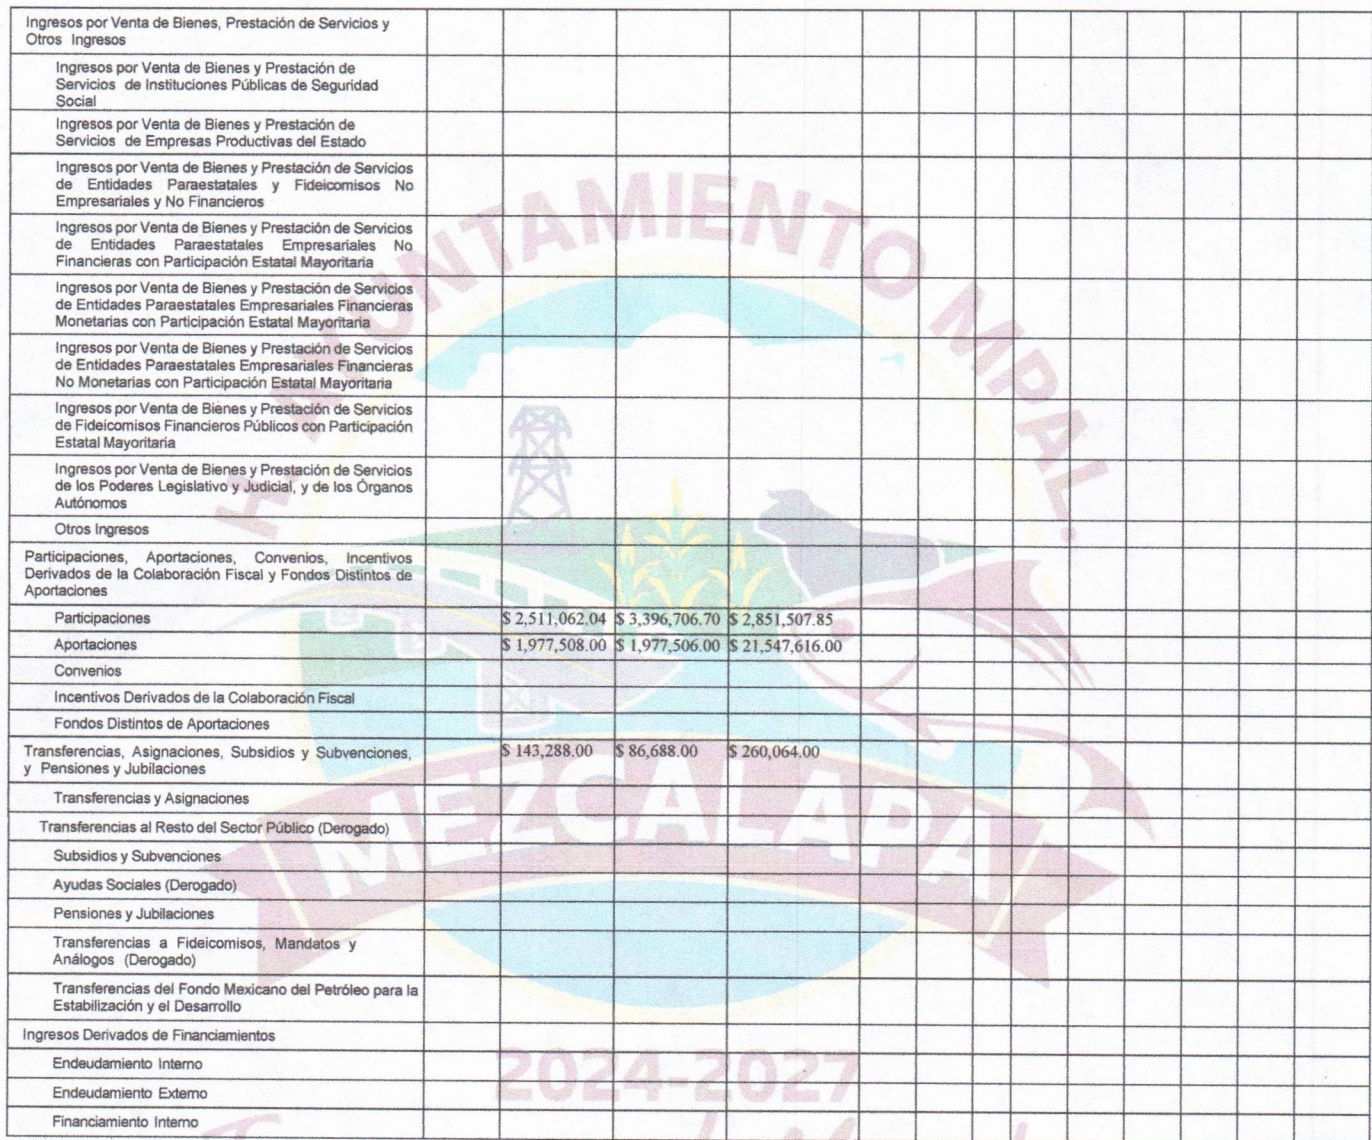 Ingresos por Venta de Bienes, Prestación de Servicios y
Otros Ingresos
Ingresos por Venta de Bienes y Prestación de
Servicios de Instituciones Públicas de Seguridad
Social
Ingresos por Venta de Bienes y Prestación de
Servicios de Empresas Productivas del Estado
Ingresos por Venta de Bienes y Prestación de Servicios
de Entidades Paraestatales y Fideicomisos No
Empresariales y No Financieros
Ingresos por Venta de Bienes y Prestación de Servicios
de Entidades Paraestatales Empresariales No
Financieras con Participación Estatal Mayoritaria
Ingresos por Venta de Bienes y Prestación de Servicios
de Entidades Paraestatales Empresariales Financieras
Monetarias con Participación Estatal Mayoritaria
Ingresos por Venta de Bienes y Prestación de Servicios
de Entidades Paraestatales Empresariales Financieras
No Monetarias con Participación Estatal Mayoritaria
Ingresos por Venta de Bienes y Prestación de Servicios
de Fideicomisos Financieros Públicos con Participación
Estatal Mayoritaria
Ingresos por Venta de Bienes y Prestación de Servicios
de los Poderes Legislativo y Judicial, y de los Órganos
Autónomos
Otros Ingresos
Participaciones, Aportaciones, Convenios, Incentivos
Derivados de la Colaboración Fiscal y Fondos Distintos de
Aportaciones
Participaciones $ 2,511,062.04 $ 3,396,706.70 $ 2,851,507.85
Aportaciones $ 1,977,508.00 $ 1,977,506.00 $ 21,547,616.00
Convenios
Incentivos Derivados de la Colaboración Fiscal
Fondos Distintos de Aportaciones
Transferencias, Asignaciones, Subsidios y Subvenciones, $ 143,288.00 $ 86,688.00 $ 260,064.00
y Pensiones y Jubilaciones
Transferencias y Asignaciones
Transferencias al Resto del Sector Público (Derogado)
Subsidios y Subvenciones
Ayudas Sociales (Derogado)
Pensiones y Jubilaciones
Transferencias a Fideicomisos, Mandatos y
Análogos (Derogado)
Transferencias del Fondo Mexicano del Petróleo para la
Estabilización y el Desarrollo
Ingresos Derivados de Financiamientos
Endeudamiento Interno
Endeudamiento Externo
Financiamiento Interno
H. AYUNTAMIENTO MPAL.
MEZCALAPA
2024-2027